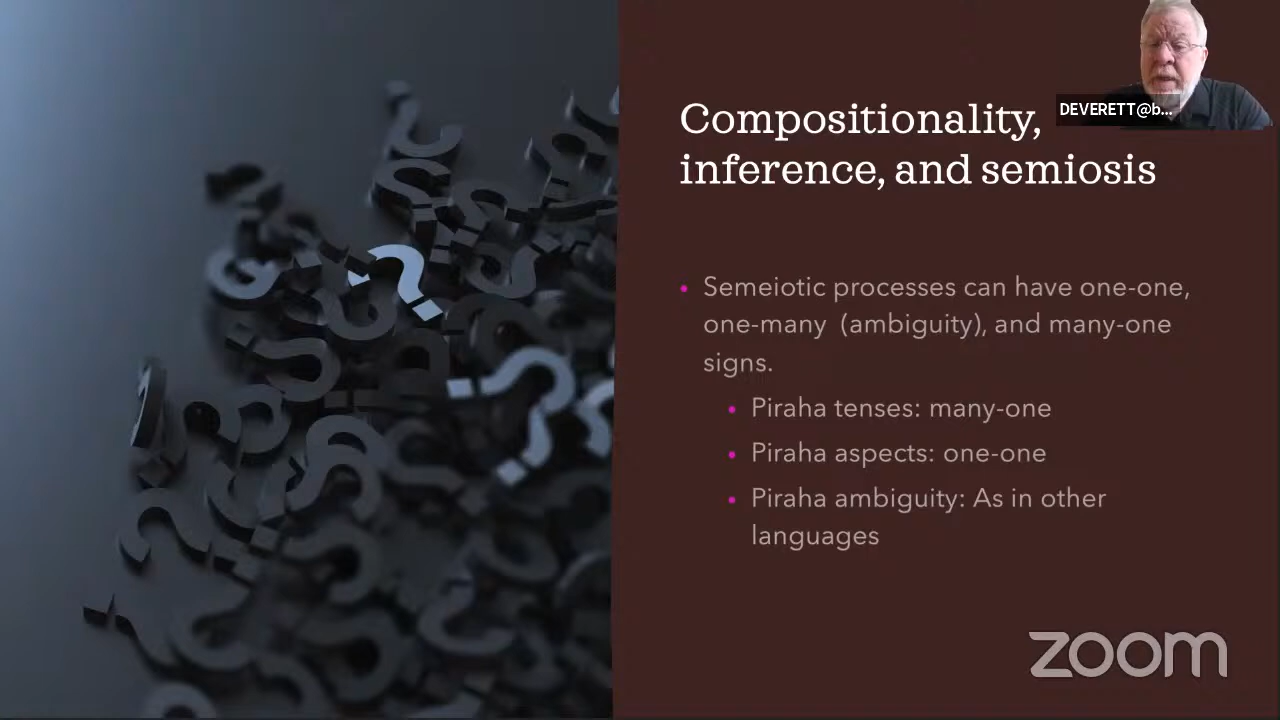 DEVERETT@b...
Compositionality,
inference, and semiosis
• Semeiotic processes can have one-one,
one-many (ambiguity), and many-one
signs.
• Piraha tenses: many-one
• Piraha aspects: one-one
• Piraha ambiguity: As in other
languages
zoom